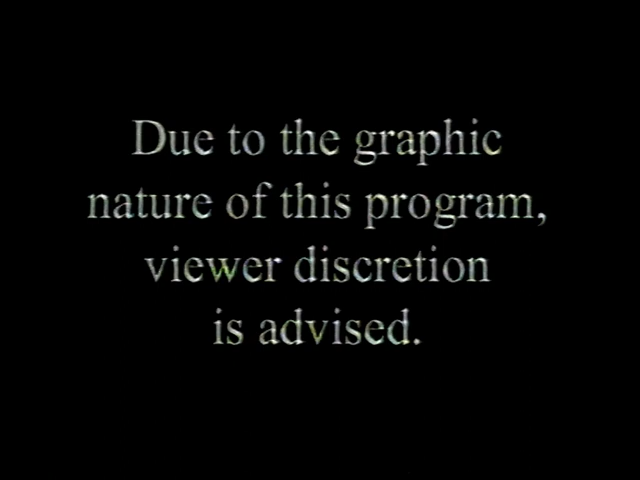 Due to the graphic
nature of this program,
viewer discretion
is advised.